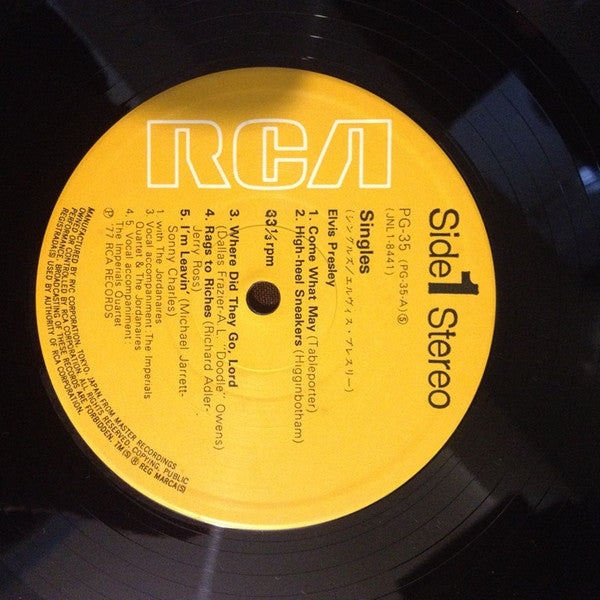 RCA
Side 1 Stereo
PG-35 (PG-35-A) Ⓢ
(JNL1-8441)
Singles
(シングルズ/エルヴィス・プレスリー)
Elvis Presley
1. Come What May (Tableporter)
2. High-heel Sneakers (Higginbotham)
33⅓ rpm
3. Where Did They Go, Lord
(Dallas Frazier-A.L. "Doodle" Owens)
4. Rags to Riches (Richard Adler-
Jerry Ross)
5. I'm Leavin' (Michael Jarrett-
Sonny Charles)
1. with The Jordanaires
3. Vocal accompaniment: The Imperials
Quartet & The Jordanaires
4, 5. Vocal accompaniment:
The Imperials Quartet
Ⓟ '77 RCA RECORDS
MANUFACTURED BY RVC CORPORATION, TOKYO, JAPAN, FROM MASTER RECORDINGS
OWNED OR CONTROLLED BY RCA CORPORATION. ALL RIGHTS RESERVED. COPYING, PUBLIC
PERFORMANCE, BROADCASTING OF THESE RECORDS ARE FORBIDDEN. TM(S) ® REG MARCA(S)
REGISTRADA(S) USED BY AUTHORITY OF RCA CORPORATION.